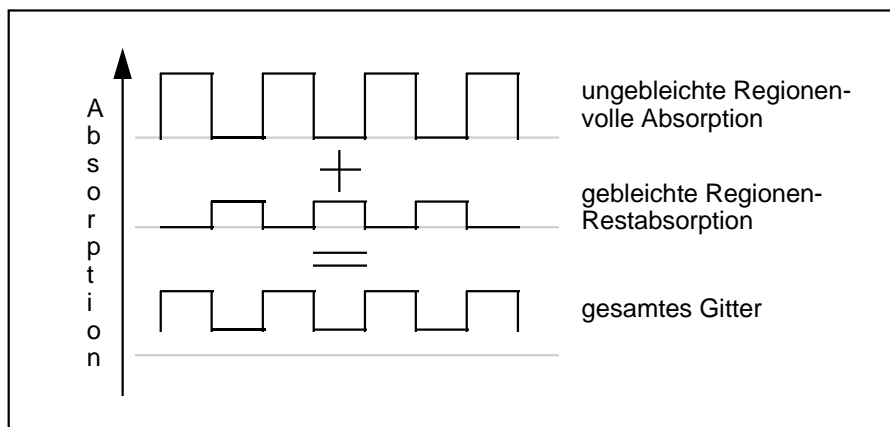 Absorption
ungebleichte Regionen-
volle Absorption
gebleichte Regionen-
Restabsorption
gesamtes Gitter